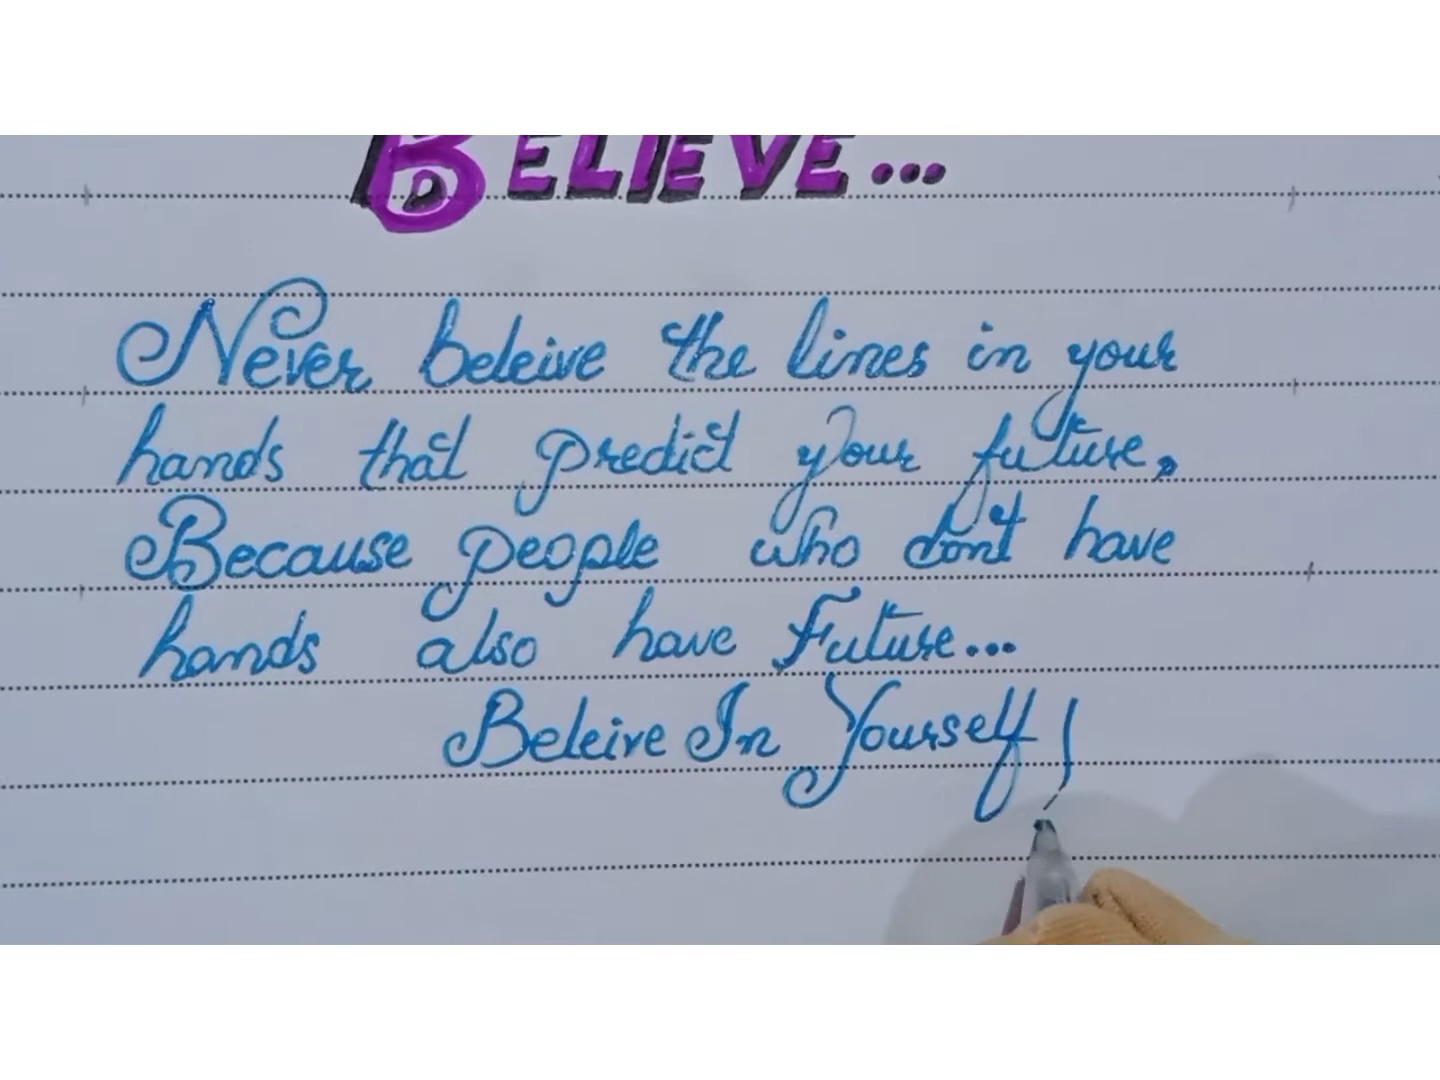 BELIEVE...
Never beleive the lines in your
hands that predict your future,
Because people who dont have
hands also have Future...
Beleive In Yourself!